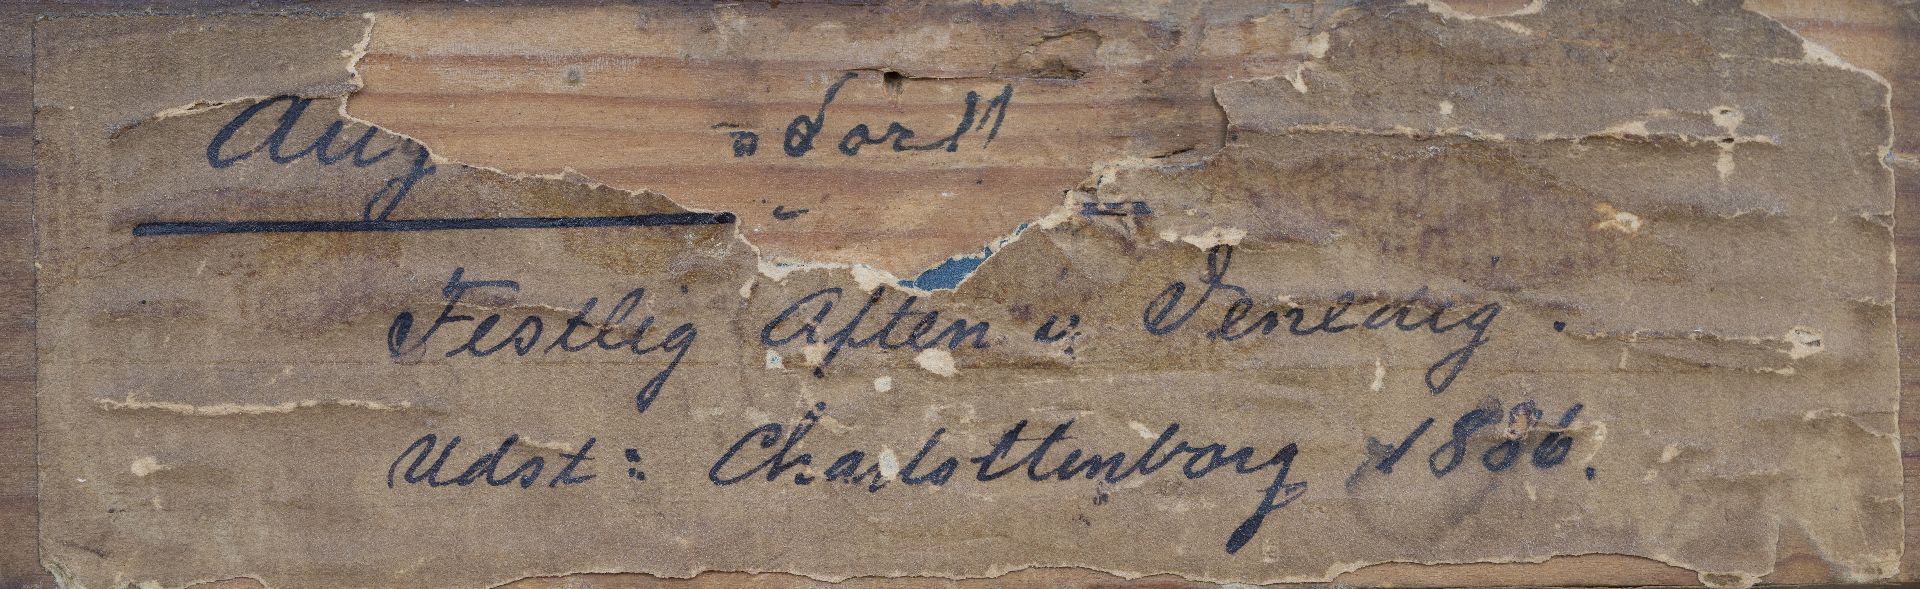 Aug
Festlig Aften i Venedig.
Udst: Charlottenborg 1886.